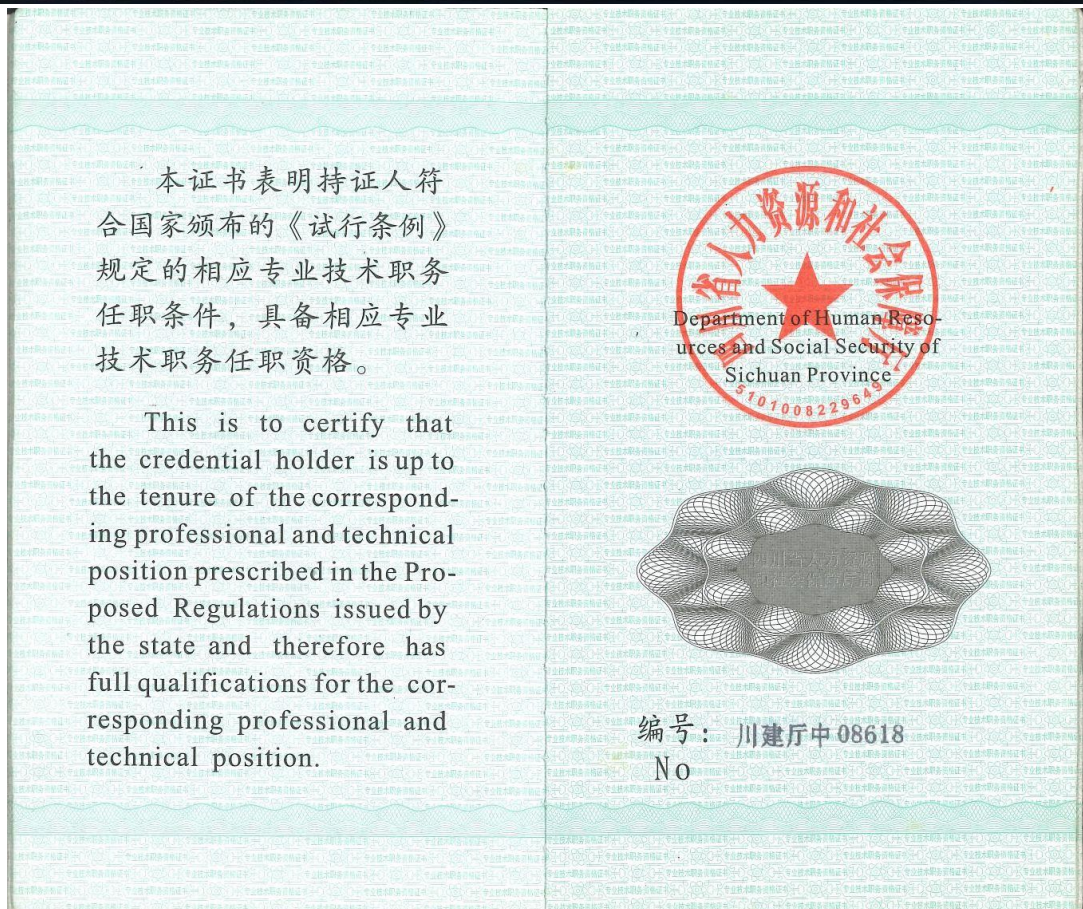 本证书表明持证人符
合国家颁布的《试行条例》
规定的相应专业技术职务
任职条件，具备相应专业
技术职务任职资格。
This is to certify that
the credential holder is up to
the tenure of the correspond-
ing professional and technical
position prescribed in the Pro-
posed Regulations issued by
the state and therefore has
full qualifications for the cor-
responding professional and
technical position.
四川省人力资源和社会保障厅
Department of Human Reso-
urces and Social Security of
Sichuan Province
5101008229649
编号：川建厅中 08618
No